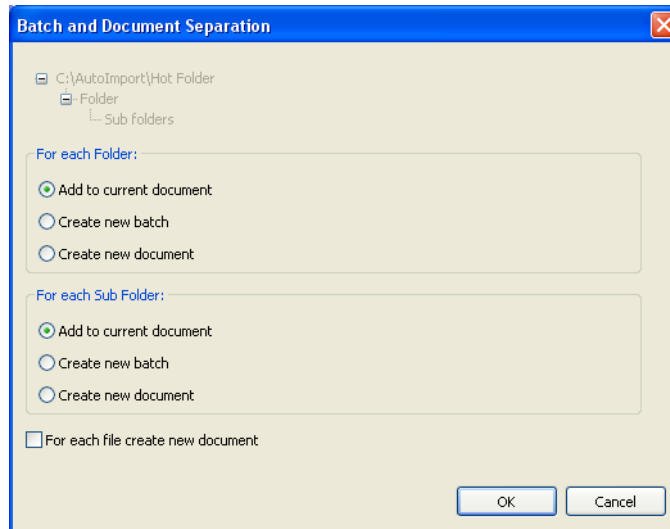 Batch and Document Separation
C:\AutoImport\Hot Folder
Folder
Sub folders
For each Folder:
Add to current document
Create new batch
Create new document
For each Sub Folder:
Add to current document
Create new batch
Create new document
For each file create new document
OK Cancel